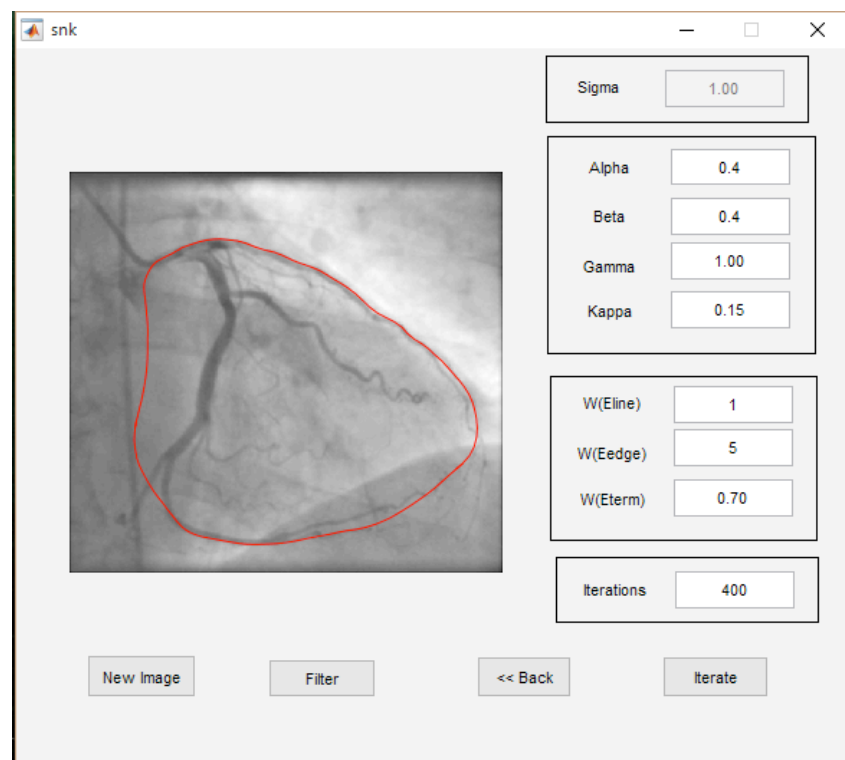 snk
Sigma 1.00
Alpha 0.4
Beta 0.4
Gamma 1.00
Kappa 0.15
W(Eline) 1
W(Eedge) 5
W(Eterm) 0.70
Iterations 400
New Image Filter << Back Iterate